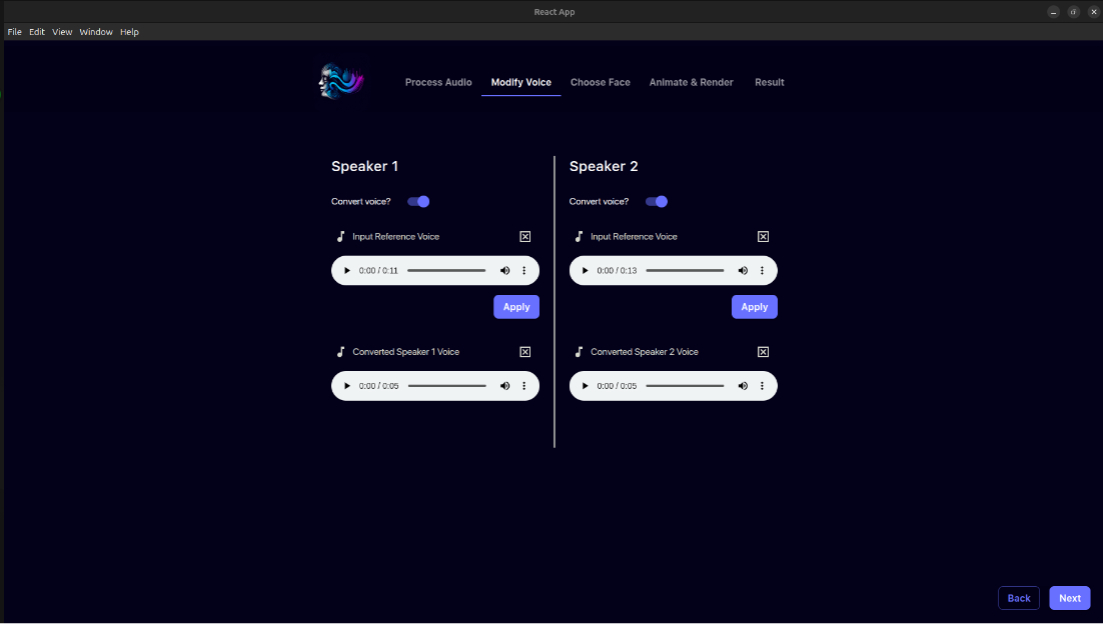 React App
File Edit View Window Help
Process Audio Modify Voice Choose Face Animate & Render Result
Speaker 1
Convert voice?
Input Reference Voice
0:00 / 0:11
Apply
Converted Speaker 1 Voice
0:00 / 0:05
Speaker 2
Convert voice?
Input Reference Voice
0:00 / 0:13
Apply
Converted Speaker 2 Voice
0:00 / 0:05
Back Next